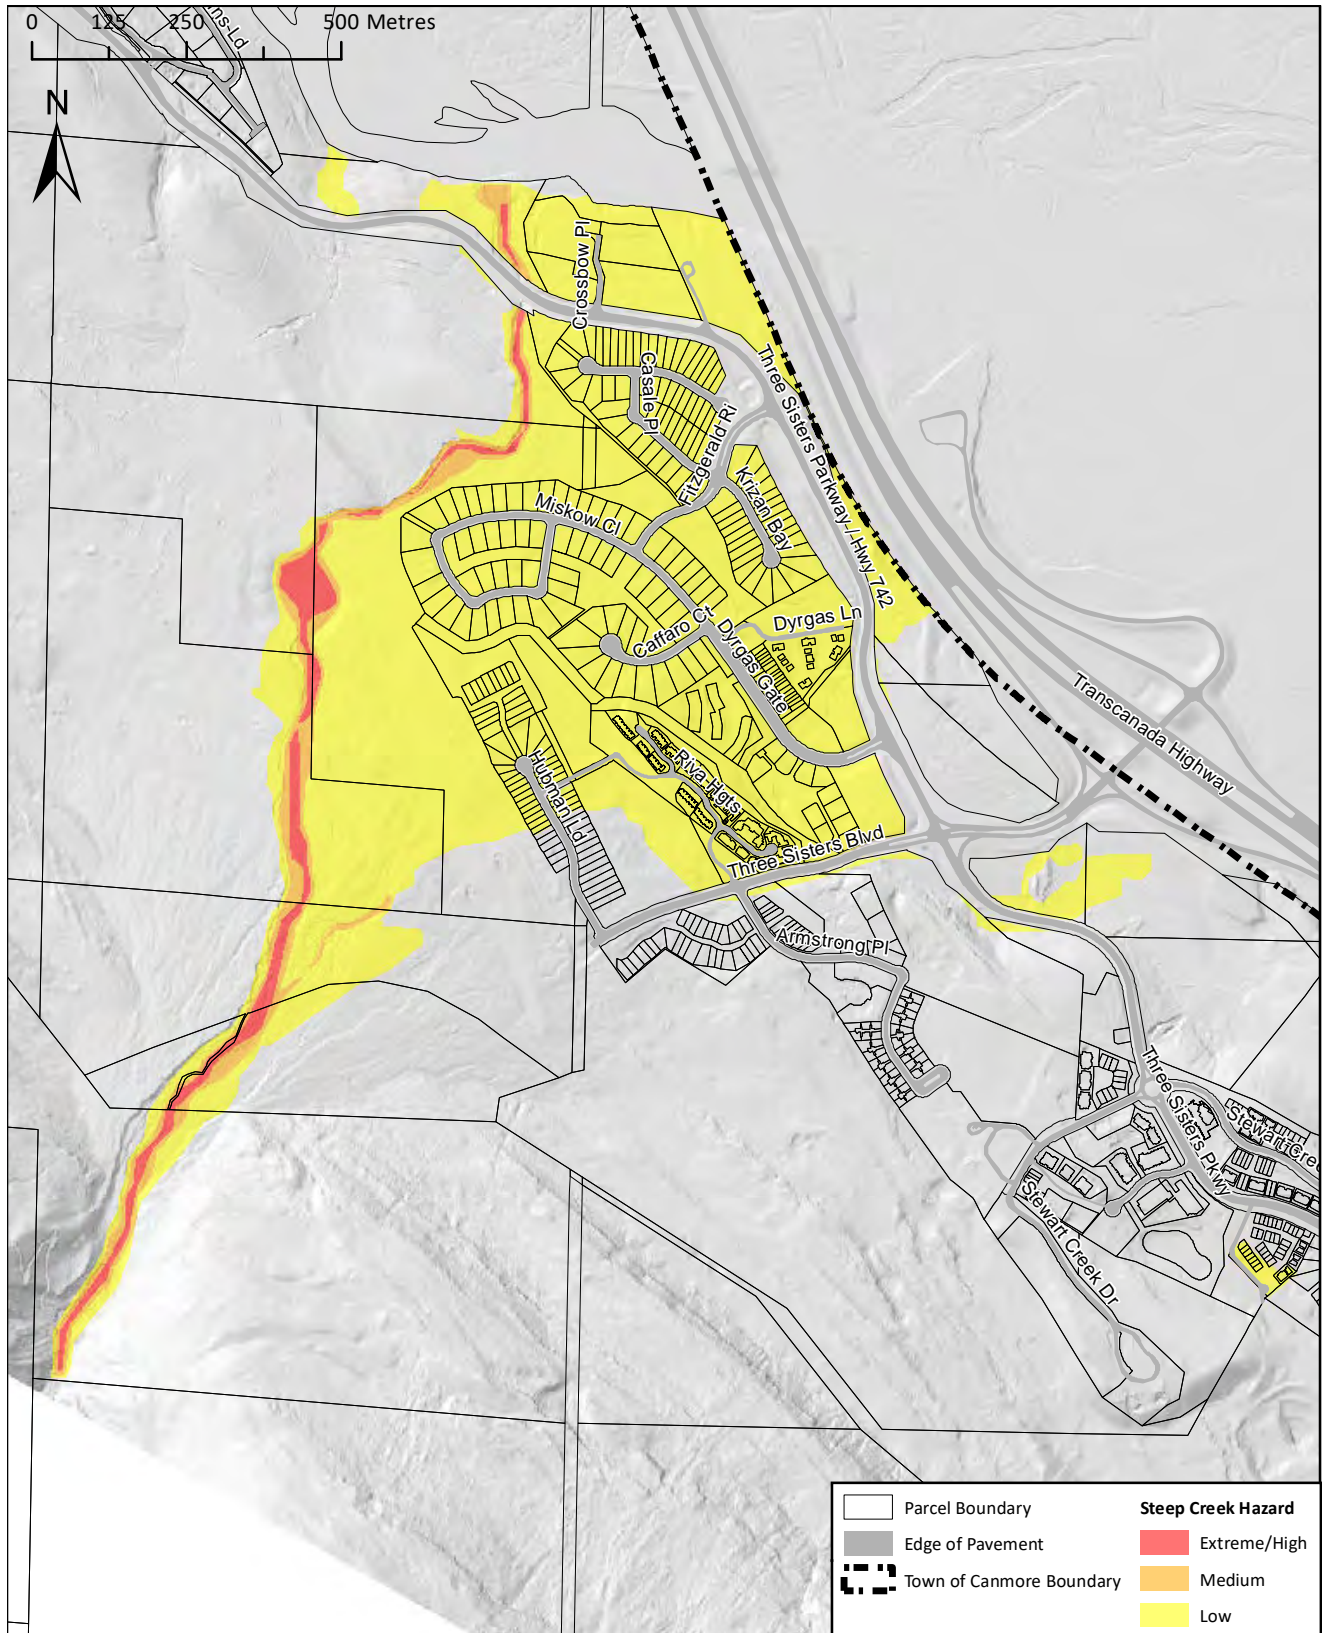 0 125 250 500 Metres
ns Ld
N
Crossbow Pl
Casale Pl
Three Sisters Parkway / Hwy 742
Fitzgerald Ri
Krizan Bay
Miskow Cl
Dyrgas Ln
Caffaro Ct
Dyrgas Gate
Transcanada Highway
Riva Hgts
Hubman Ld
Three Sisters Blvd
Armstrong Pl
Three Sisters Pkwy
Stewart Cree
Stewart Creek Dr
Parcel Boundary
Edge of Pavement
Town of Canmore Boundary
Steep Creek Hazard
Extreme/High
Medium
Low